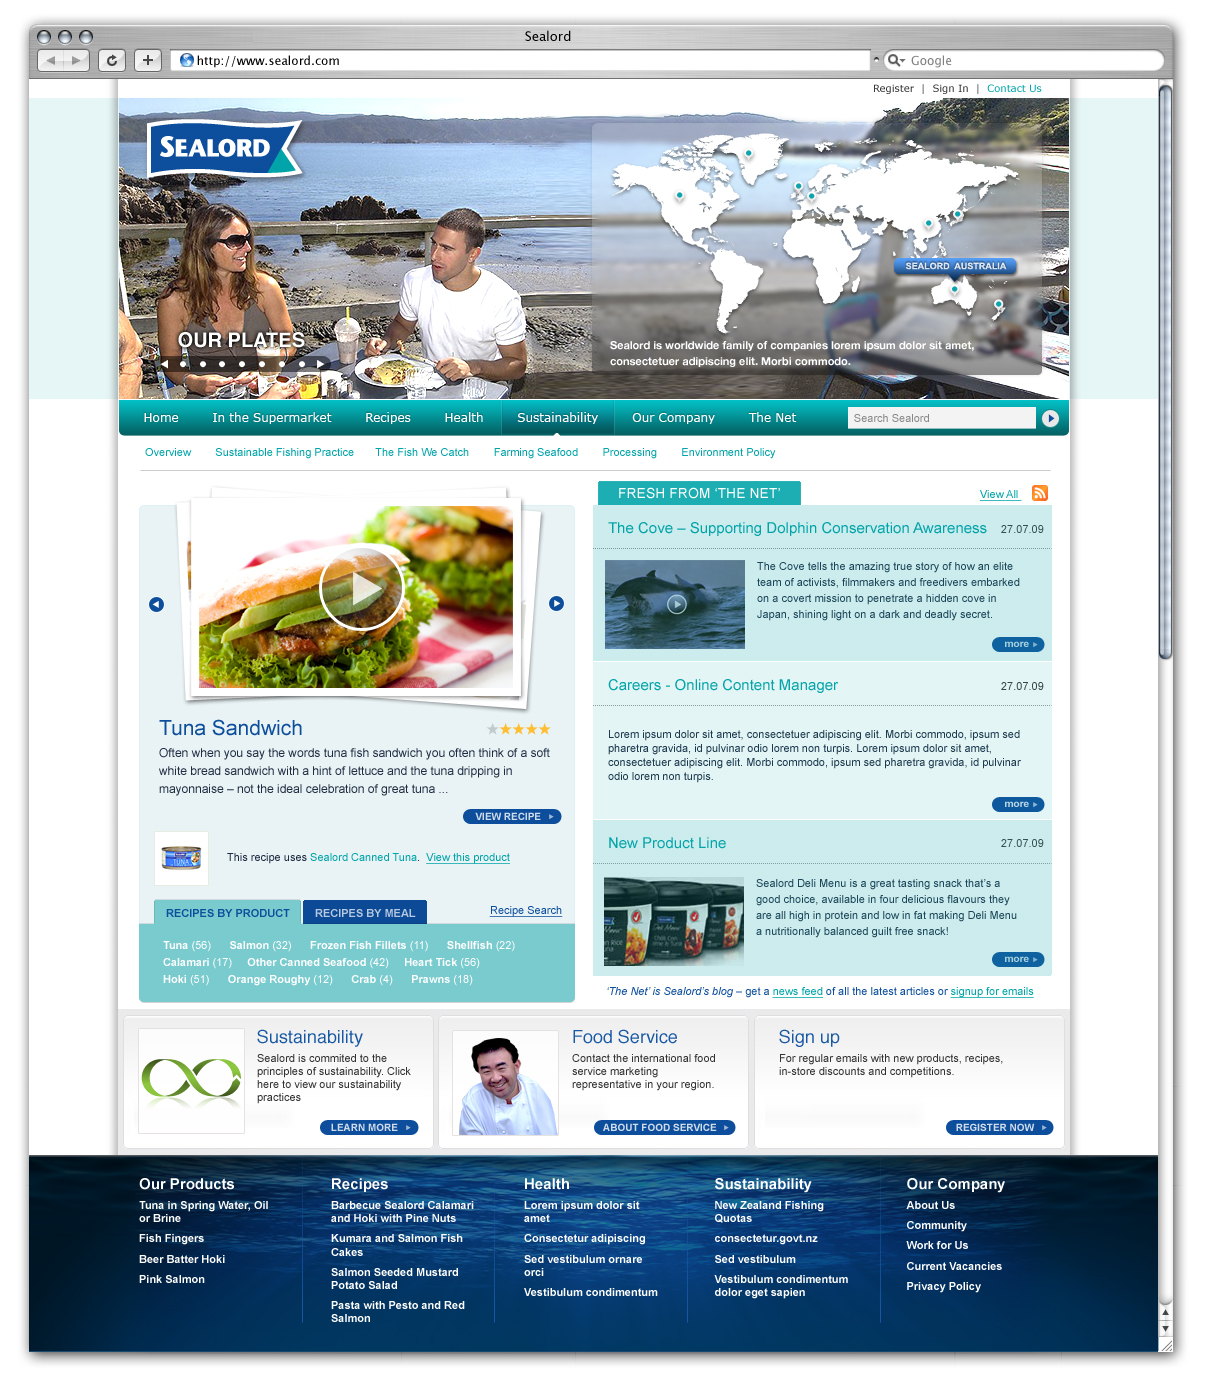 Sealord
http://www.sealord.com
Google
Register | Sign In | Contact Us
SEALORD
SEALORD AUSTRALIA
OUR PLATES
Sealord is worldwide family of companies lorem ipsum dolor sit amet,
consectetuer adipiscing elit. Morbi commodo.
Home In the Supermarket Recipes Health Sustainability Our Company The Net Search Sealord
Overview Sustainable Fishing Practice The Fish We Catch Farming Seafood Processing Environment Policy
Tuna Sandwich
Often when you say the words tuna fish sandwich you often think of a soft
white bread sandwich with a hint of lettuce and the tuna dripping in
mayonnaise – not the ideal celebration of great tuna ...
VIEW RECIPE
TUNA
This recipe uses Sealord Canned Tuna. View this product
RECIPES BY PRODUCT RECIPES BY MEAL Recipe Search
Tuna (56) Salmon (32) Frozen Fish Fillets (11) Shellfish (22)
Calamari (17) Other Canned Seafood (42) Heart Tick (56)
Hoki (51) Orange Roughy (12) Crab (4) Prawns (18)
FRESH FROM ‘THE NET’ View All
The Cove – Supporting Dolphin Conservation Awareness 27.07.09
The Cove tells the amazing true story of how an elite
team of activists, filmmakers and freedivers embarked
on a covert mission to penetrate a hidden cove in
Japan, shining light on a dark and deadly secret.
more
Careers - Online Content Manager 27.07.09
Lorem ipsum dolor sit amet, consectetuer adipiscing elit. Morbi commodo, ipsum sed
pharetra gravida, id pulvinar odio lorem non turpis. Lorem ipsum dolor sit amet,
consectetuer adipiscing elit. Morbi commodo, ipsum sed pharetra gravida, id pulvinar
odio lorem non turpis.
more
New Product Line 27.07.09
Sealord Deli Menu is a great tasting snack that’s a
good choice, available in four delicious flavours they
are all high in protein and low in fat making Deli Menu
a nutritionally balanced guilt free snack!
more
‘The Net’ is Sealord’s blog – get a news feed of all the latest articles or signup for emails
Sustainability
Sealord is commited to the
principles of sustainability. Click
here to view our sustainability
practices
LEARN MORE
Food Service
Contact the international food
service marketing
representative in your region.
ABOUT FOOD SERVICE
Sign up
For regular emails with new products, recipes,
in-store discounts and competitions.
REGISTER NOW
Our Products
Tuna in Spring Water, Oil
or Brine
Fish Fingers
Beer Batter Hoki
Pink Salmon
Recipes
Barbecue Sealord Calamari
and Hoki with Pine Nuts
Kumara and Salmon Fish
Cakes
Salmon Seeded Mustard
Potato Salad
Pasta with Pesto and Red
Salmon
Health
Lorem ipsum dolor sit
amet
Consectetur adipiscing
Sed vestibulum ornare
orci
Vestibulum condimentum
Sustainability
New Zealand Fishing
Quotas
consectetur.govt.nz
Sed vestibulum
Vestibulum condimentum
dolor eget sapien
Our Company
About Us
Community
Work for Us
Current Vacancies
Privacy Policy